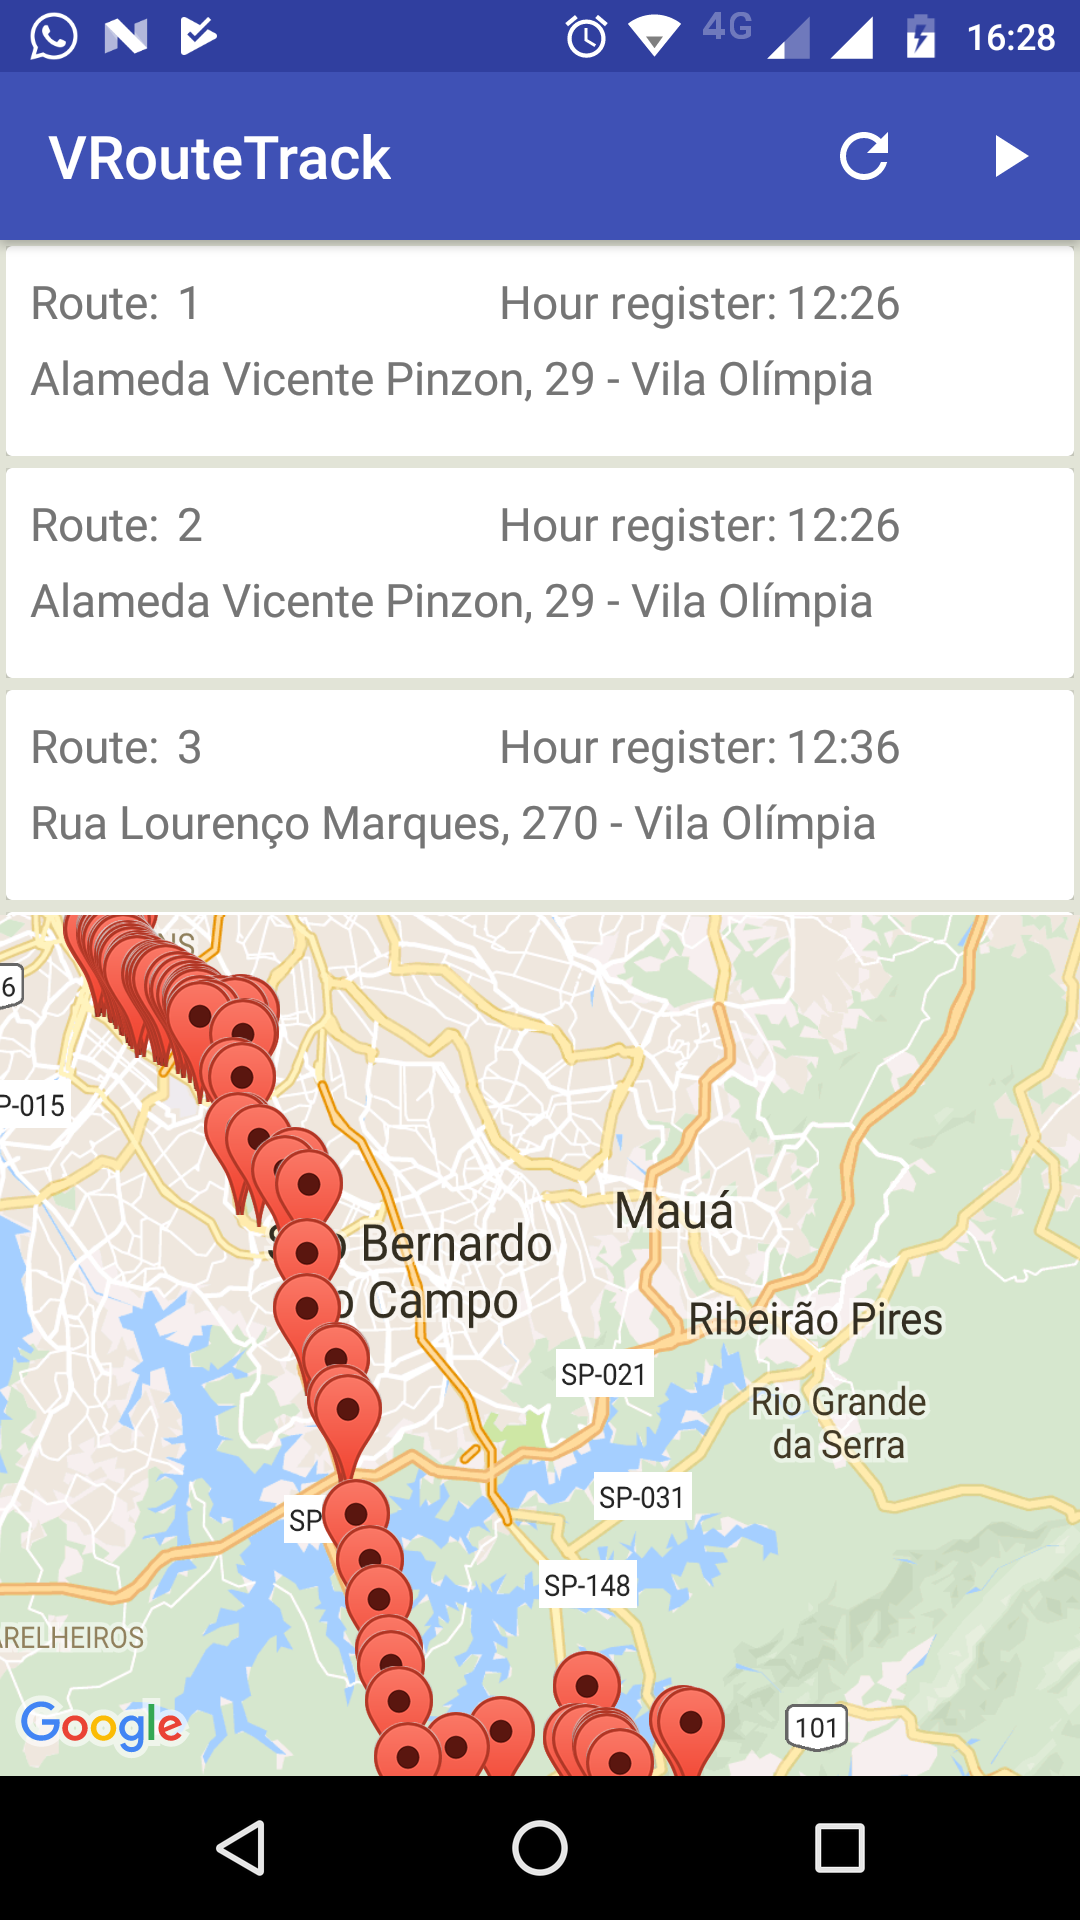 4G 16:28
VRouteTrack
Route: 1 Hour register: 12:26
Alameda Vicente Pinzon, 29 - Vila Olímpia
Route: 2 Hour register: 12:26
Alameda Vicente Pinzon, 29 - Vila Olímpia
Route: 3 Hour register: 12:36
Rua Lourenço Marques, 270 - Vila Olímpia
NS
6
P-015
Mauá
Bernardo
o Campo
Ribeirão Pires
SP-021
Rio Grande
da Serra
SP-031
SP
SP-148
ARELHEIROS
Google
101